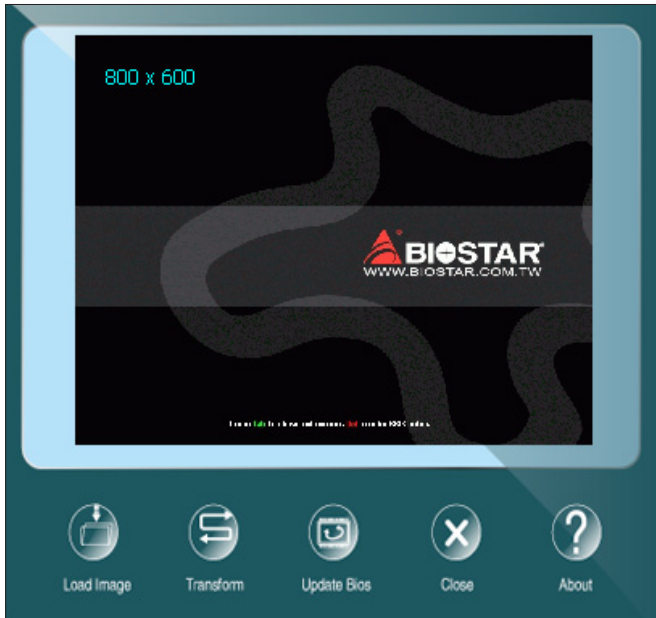 800 x 600
BIOSTAR
WWW.BIOSTAR.COM.TW
Load Image
Transform
Update Bios
Close
About